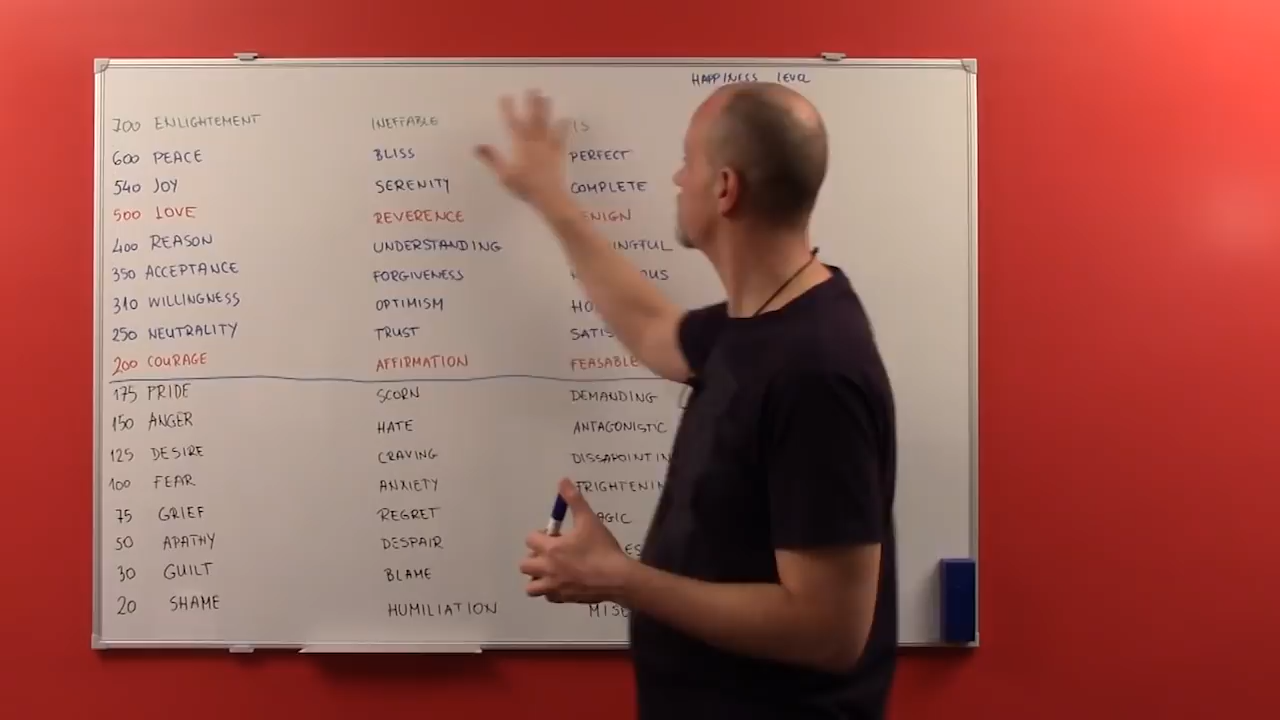 HAPPINESS LEVEL
700 ENLIGHTEMENT INEFFABLE IS
600 PEACE BLISS PERFECT
540 JOY SERENITY COMPLETE
500 LOVE REVERENCE
400 REASON UNDERSTANDING
350 ACCEPTANCE FORGIVENESS
310 WILLINGNESS OPTIMISM
250 NEUTRALITY TRUST
200 COURAGE AFFIRMATION FEASABLE
175 PRIDE SCORN DEMANDING
150 ANGER HATE ANTAGONISTIC
125 DESIRE CRAVING
100 FEAR ANXIETY
75 GRIEF REGRET
50 APATHY DESPAIR
30 GUILT BLAME
20 SHAME HUMILIATION